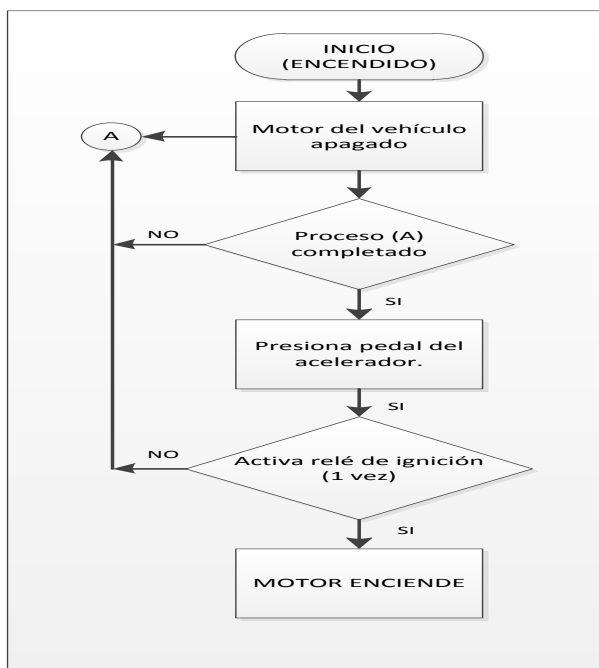 INICIO
(ENCENDIDO)
A
Motor del vehículo
apagado
NO
Proceso (A)
completado
SI
Presiona pedal del
acelerador.
SI
NO
Activa relé de ignición
(1 vez)
SI
MOTOR ENCIENDE